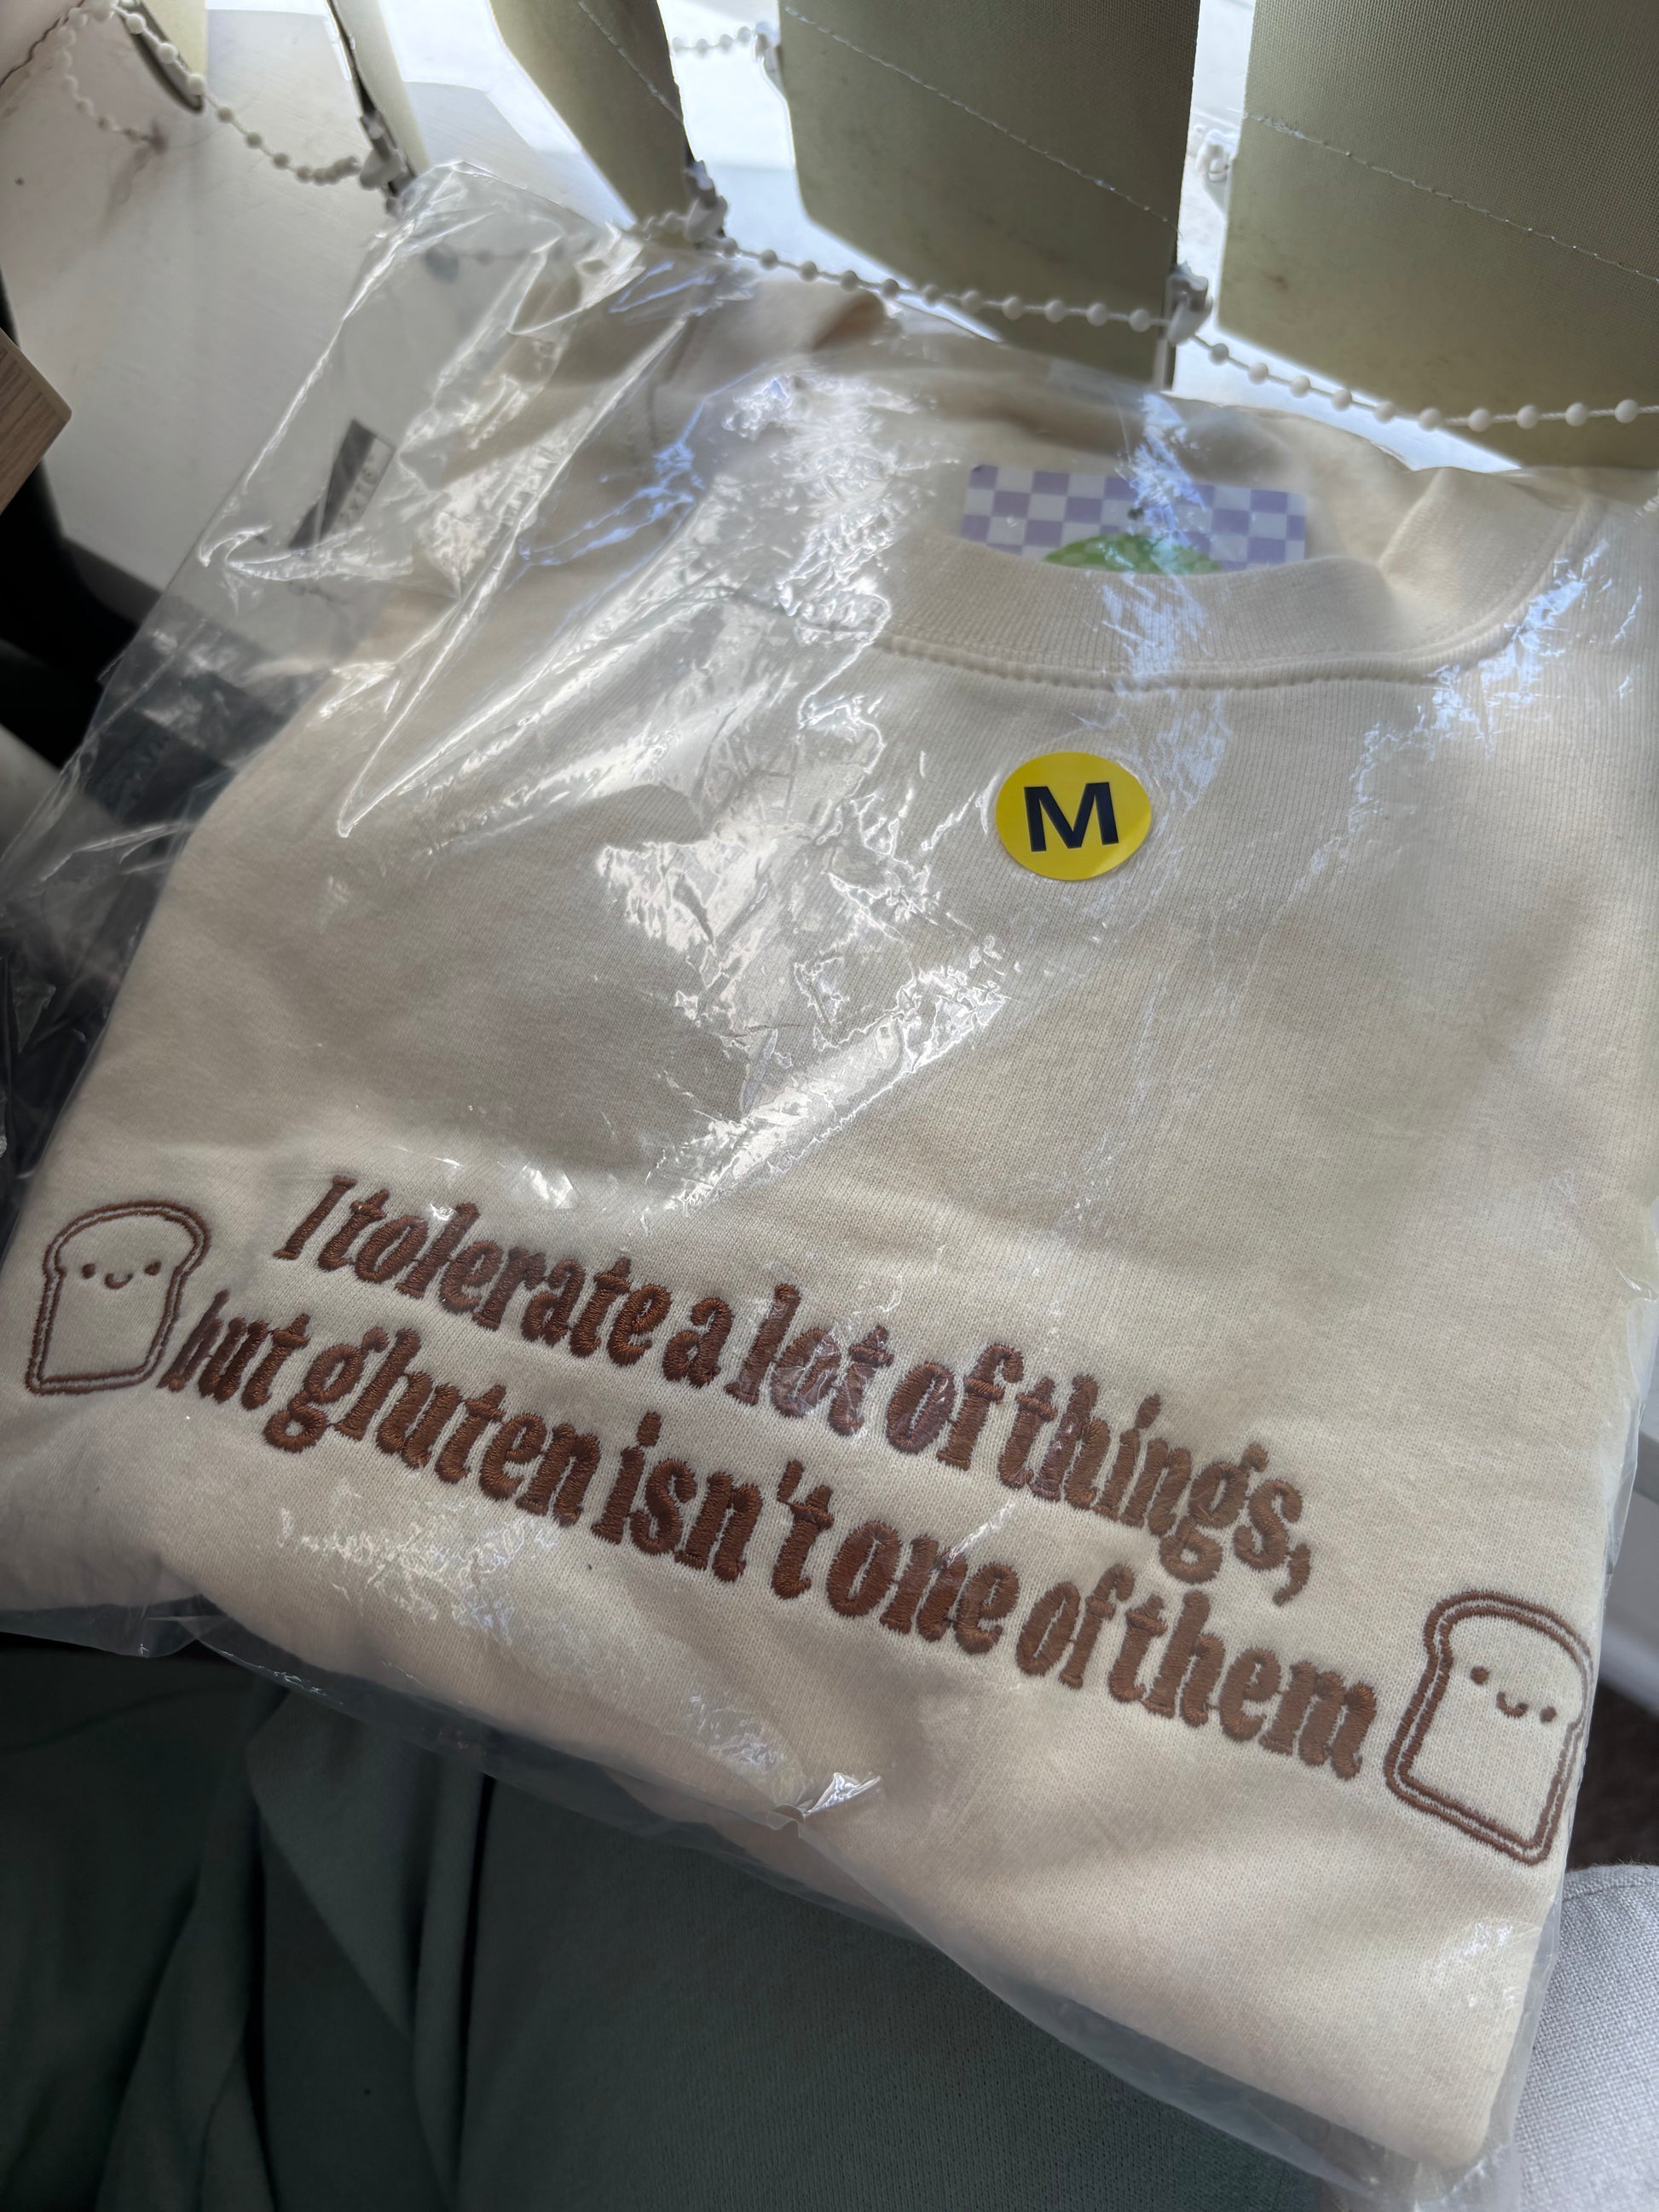 M
I tolerate a lot of things,
but gluten isn't one of them